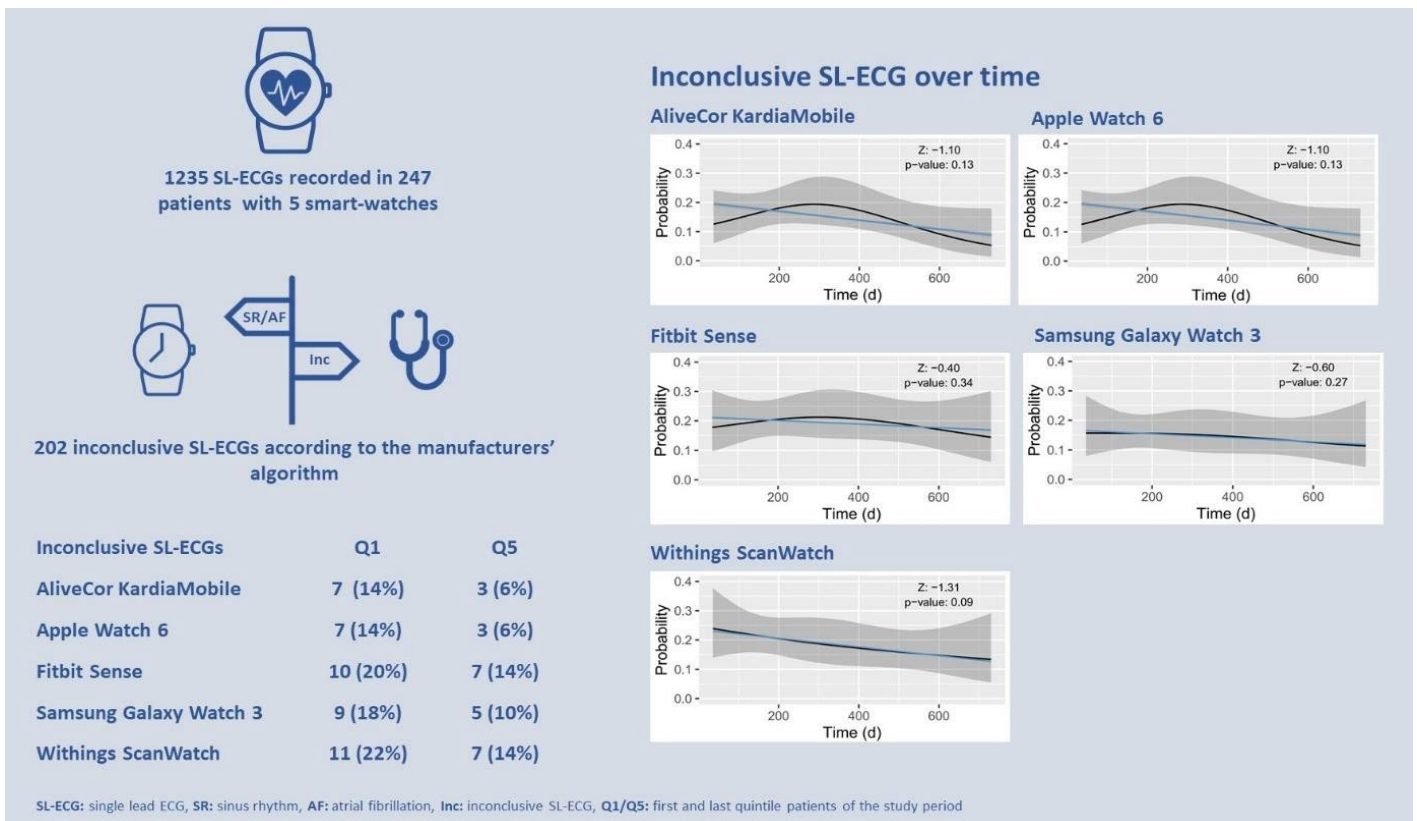 1235 SL-ECGs recorded in 247
patients with 5 smart-watches
SR/AF
Inc
202 inconclusive SL-ECGs according to the manufacturers’
algorithm
Inconclusive SL-ECGs Q1 Q5
AliveCor KardiaMobile 7 (14%) 3 (6%)
Apple Watch 6 7 (14%) 3 (6%)
Fitbit Sense 10 (20%) 7 (14%)
Samsung Galaxy Watch 3 9 (18%) 5 (10%)
Withings ScanWatch 11 (22%) 7 (14%)
Inconclusive SL-ECG over time
AliveCor KardiaMobile
Z: −1.10
p-value: 0.13
Probability
0.4
0.3
0.2
0.1
0.0
200 400 600
Time (d)
Apple Watch 6
Z: −1.10
p-value: 0.13
Probability
0.4
0.3
0.2
0.1
0.0
200 400 600
Time (d)
Fitbit Sense
Z: −0.40
p-value: 0.34
Probability
0.4
0.3
0.2
0.1
0.0
200 400 600
Time (d)
Samsung Galaxy Watch 3
Z: −0.60
p-value: 0.27
Probability
0.4
0.3
0.2
0.1
0.0
200 400 600
Time (d)
Withings ScanWatch
Z: −1.31
p-value: 0.09
Probability
0.4
0.3
0.2
0.1
0.0
200 400 600
Time (d)
SL-ECG: single lead ECG, SR: sinus rhythm, AF: atrial fibrillation, Inc: inconclusive SL-ECG, Q1/Q5: first and last quintile patients of the study period